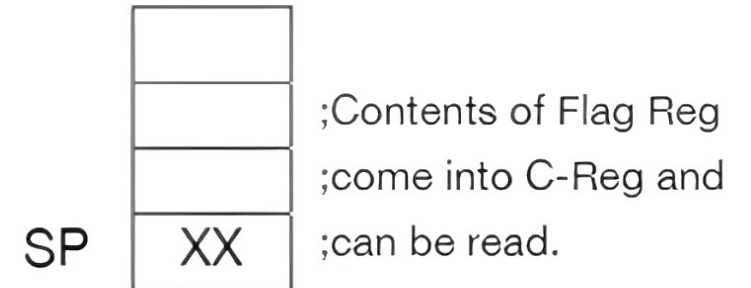 ;Contents of Flag Reg
;come into C-Reg and
SP XX ;can be read.